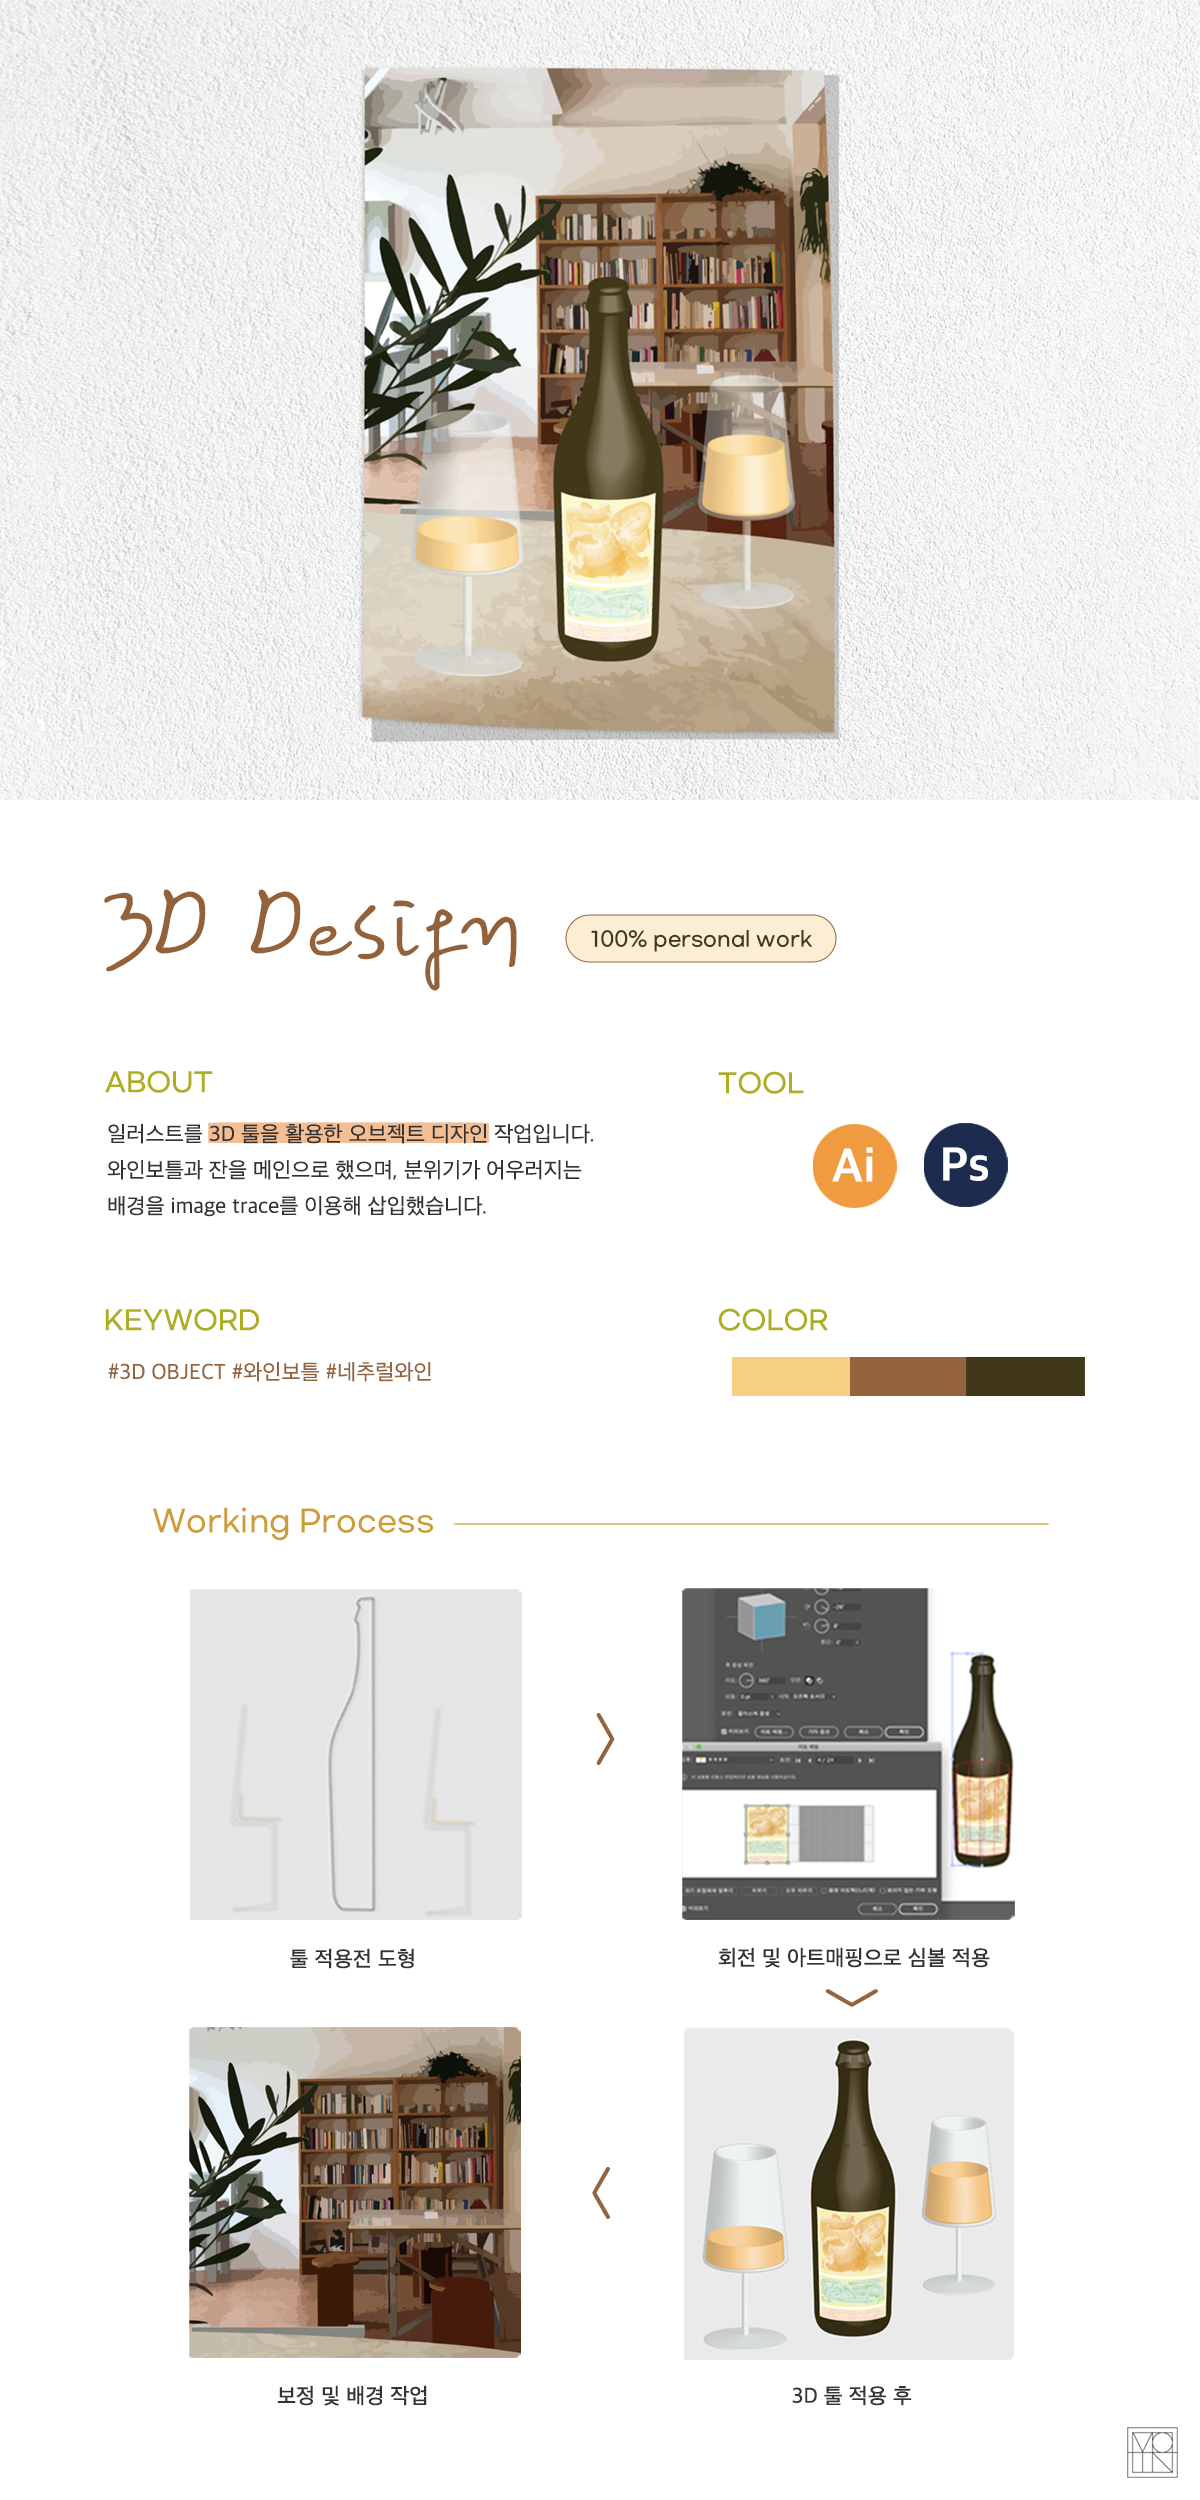 3D Design
100% personal work
ABOUT
일러스트를 3D 툴을 활용한 오브젝트 디자인 작업입니다.
와인보틀과 잔을 메인으로 했으며, 분위기가 어우러지는
배경을 image trace를 이용해 삽입했습니다.
TOOL
Ai
Ps
KEYWORD
#3D OBJECT #와인보틀 #네추럴와인
COLOR
Working Process
툴 적용전 도형
회전 및 아트매핑으로 심볼 적용
보정 및 배경 작업
3D 툴 적용 후